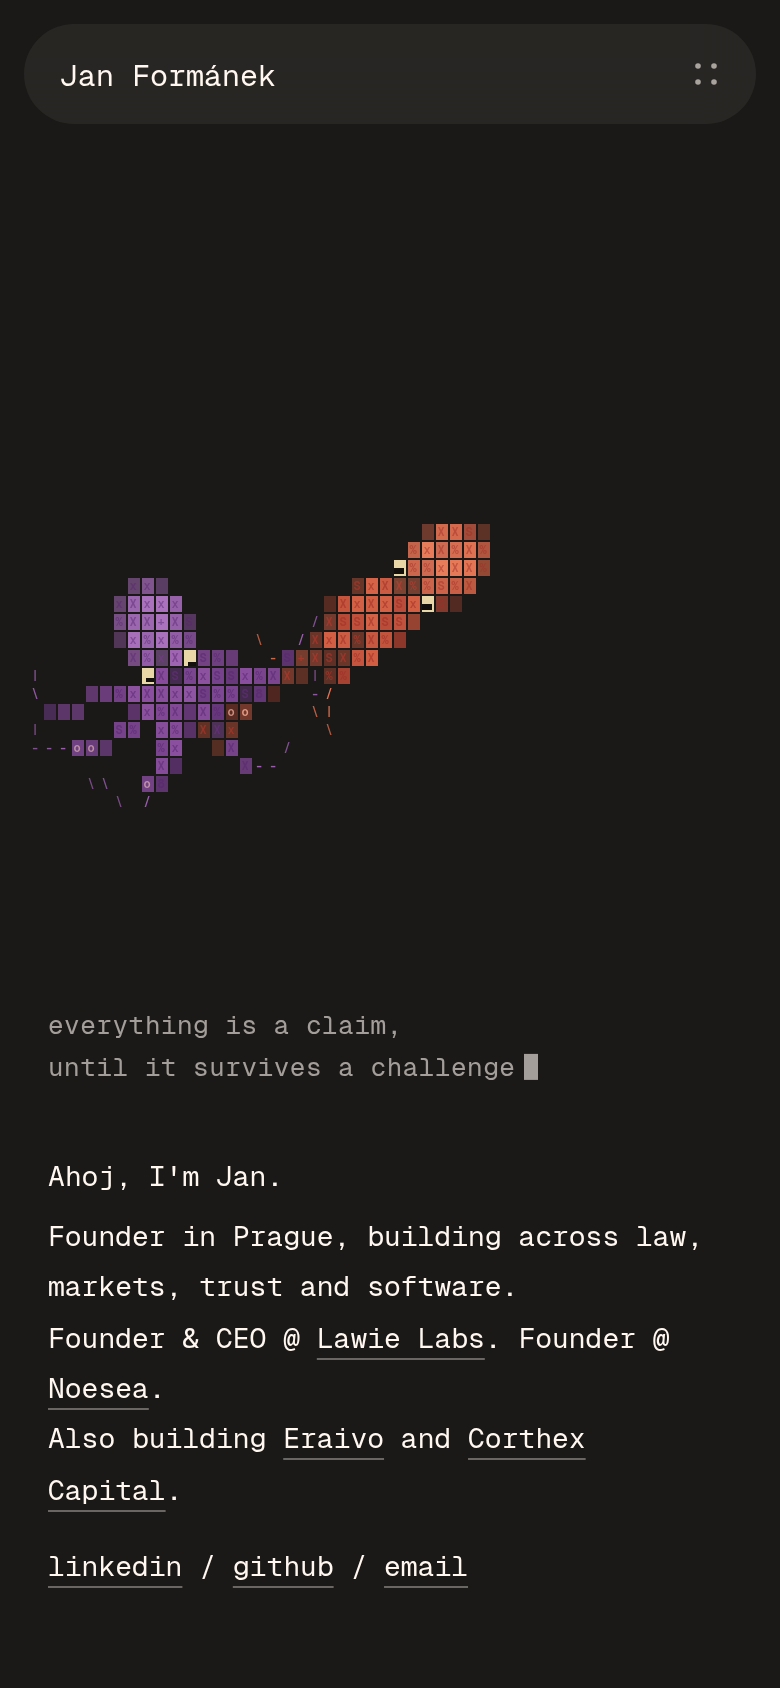 Jan Formánek
everything is a claim,
until it survives a challenge
Ahoj, I'm Jan.
Founder in Prague, building across law,
markets, trust and software.
Founder & CEO @ Lawie Labs. Founder @
Noesea.
Also building Eraivo and Corthex
Capital.
linkedin / github / email